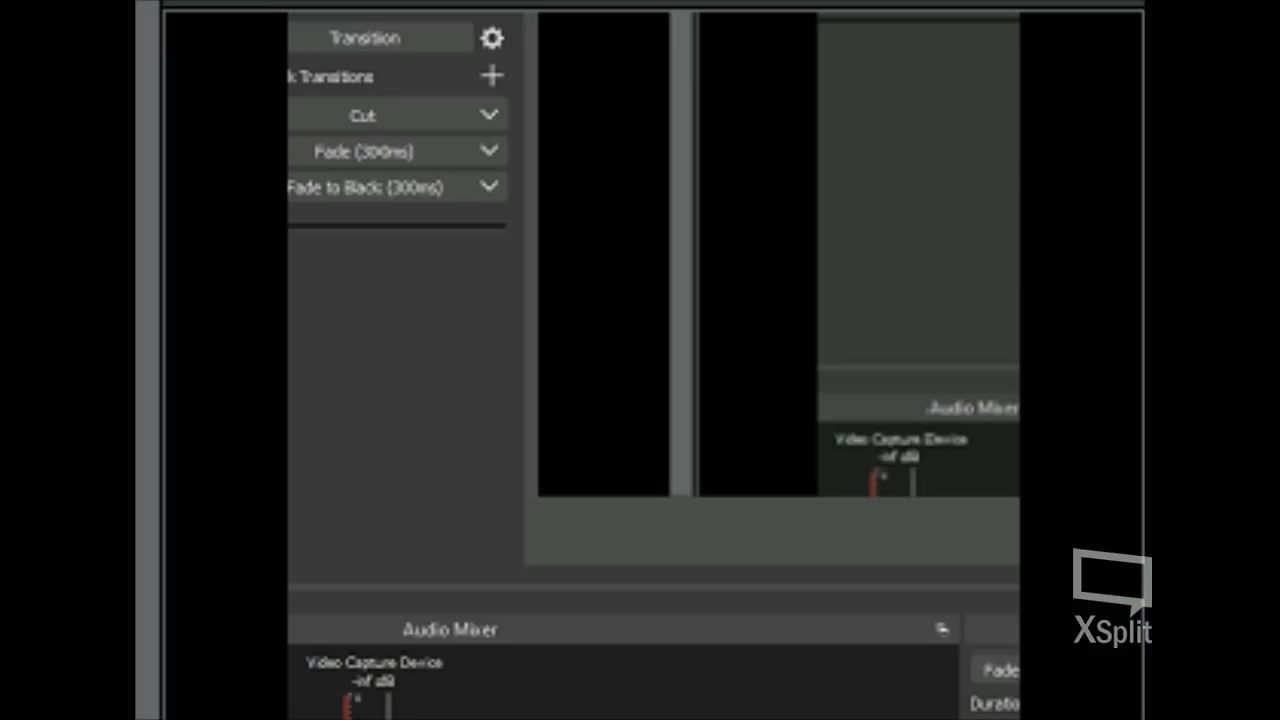 Transition
k Transitions
Cut
Fade (300ms)
Fade to Black (300ms)
Audio Mixer
Video Capture Device
-inf dB
Audio Mixer
Video Capture Device
-inf dB
Fade
Duratio
XSplit